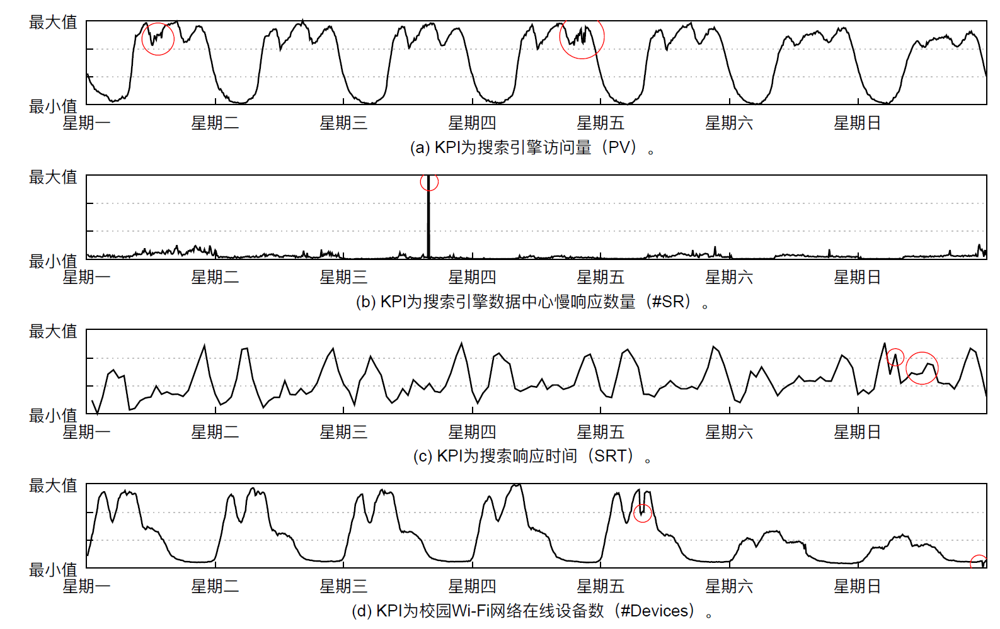 最大值
最小值
星期一 星期二 星期三 星期四 星期五 星期六 星期日
(a) KPI为搜索引擎访问量（PV）。
最大值
最小值
星期一 星期二 星期三 星期四 星期五 星期六 星期日
(b) KPI为搜索引擎数据中心慢响应数量（#SR）。
最大值
最小值
星期一 星期二 星期三 星期四 星期五 星期六 星期日
(c) KPI为搜索响应时间（SRT）。
最大值
最小值
星期一 星期二 星期三 星期四 星期五 星期六 星期日
(d) KPI为校园Wi-Fi网络在线设备数（#Devices）。